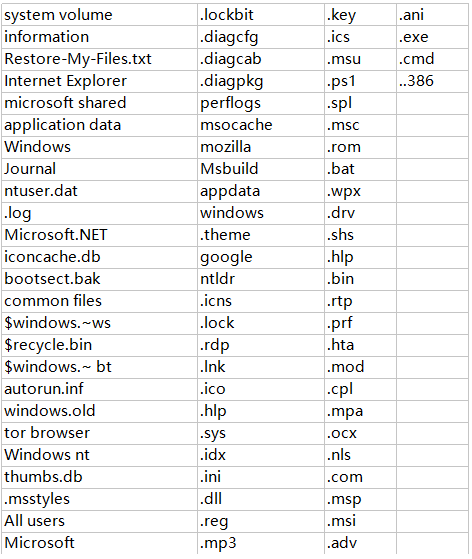 system volume .lockbit .key .ani
information .diagcfg .ics .exe
Restore-My-Files.txt .diagcab .msu .cmd
Internet Explorer .diagpkg .ps1 ..386
microsoft shared perflogs .spl
application data msocache .msc
Windows mozilla .rom
Journal Msbuild .bat
ntuser.dat appdata .wpx
.log windows .drv
Microsoft.NET .theme .shs
iconcache.db google .hlp
bootsect.bak ntldr .bin
common files .icns .rtp
$windows.~ws .lock .prf
$recycle.bin .rdp .hta
$windows.~ bt .lnk .mod
autorun.inf .ico .cpl
windows.old .hlp .mpa
tor browser .sys .ocx
Windows nt .idx .nls
thumbs.db .ini .com
.msstyles .dll .msp
All users .reg .msi
Microsoft .mp3 .adv